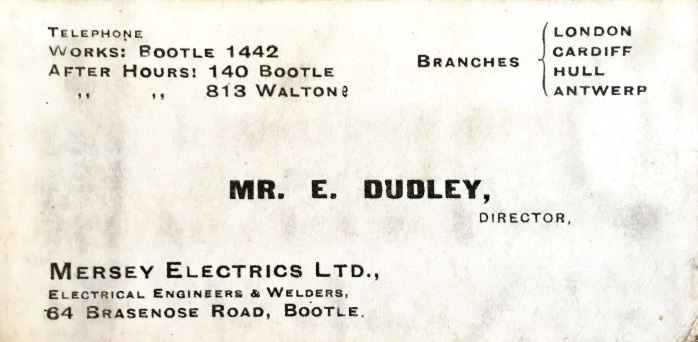 TELEPHONE
WORKS: BOOTLE 1442
AFTER HOURS: 140 BOOTLE
,, ,, 813 WALTON
BRANCHES
LONDON
CARDIFF
HULL
ANTWERP
MR. E. DUDLEY,
DIRECTOR,
MERSEY ELECTRICS LTD.,
ELECTRICAL ENGINEERS & WELDERS,
64 BRASENOSE ROAD, BOOTLE.